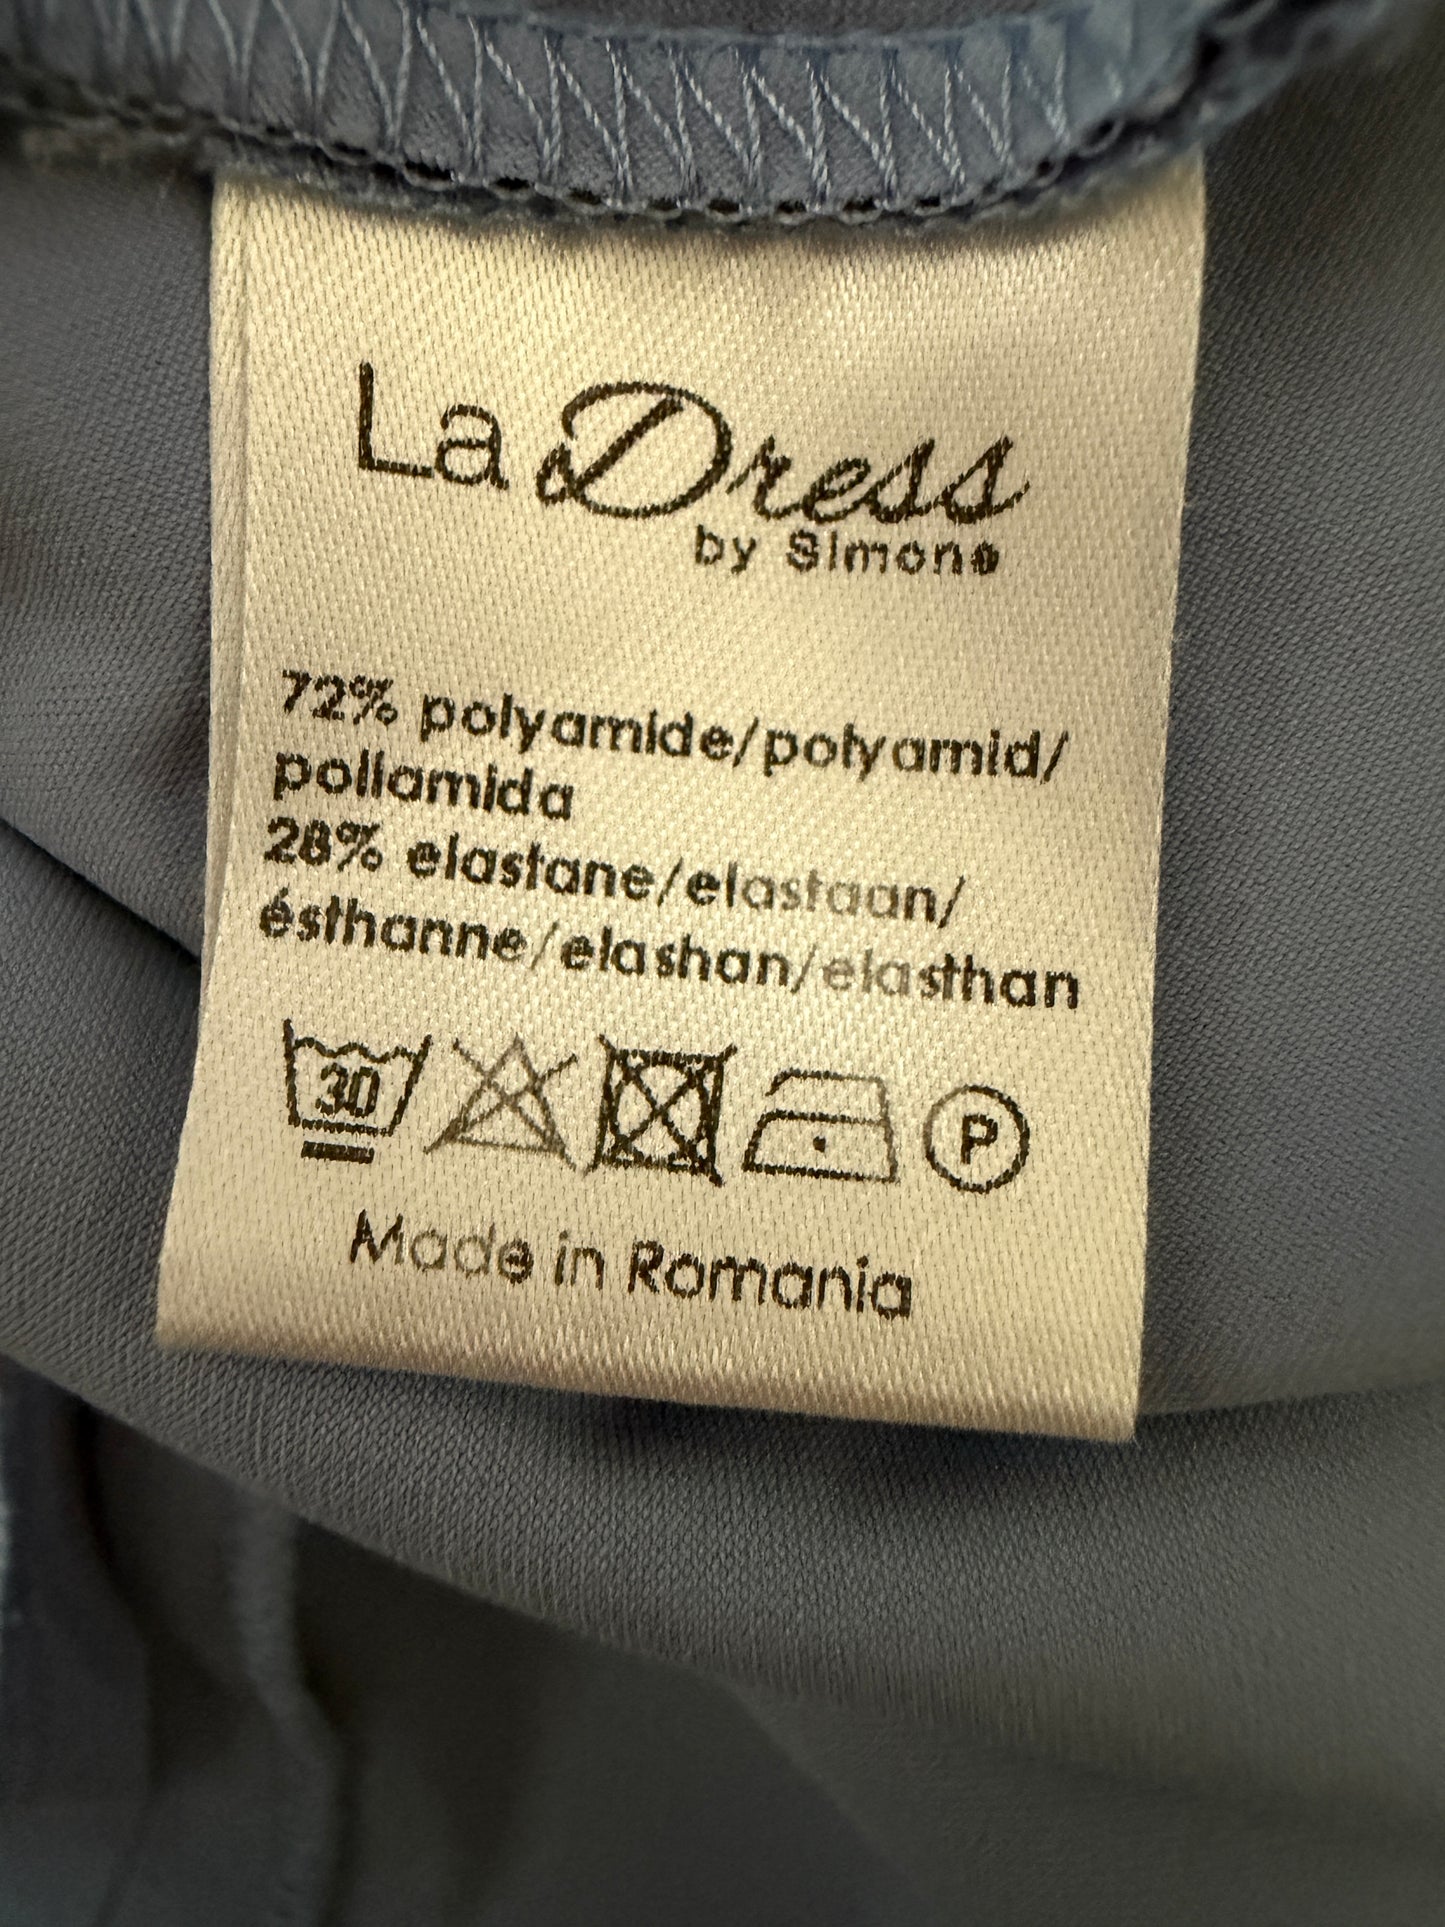 La Dress
by Simone
72% polyamide/polyamid/
poliamida
28% elastane/elastaan/
ésthanne/elashan/elasthan
30
P
Made in Romania